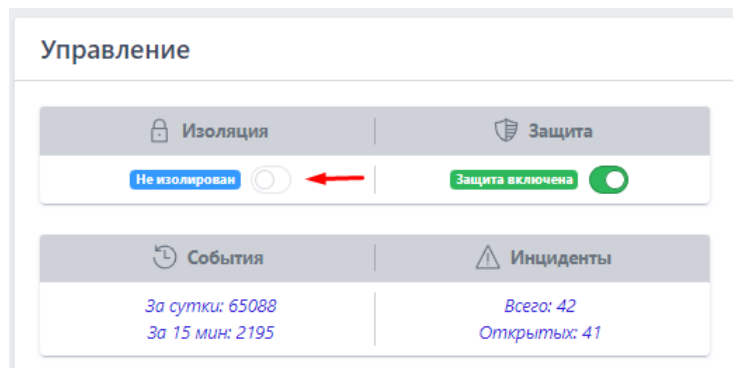 Управление
Изоляция
Защита
Не изолирован
Защита включена
События
Инциденты
За сутки: 65088
Всего: 42
За 15 мин: 2195
Открытых: 41